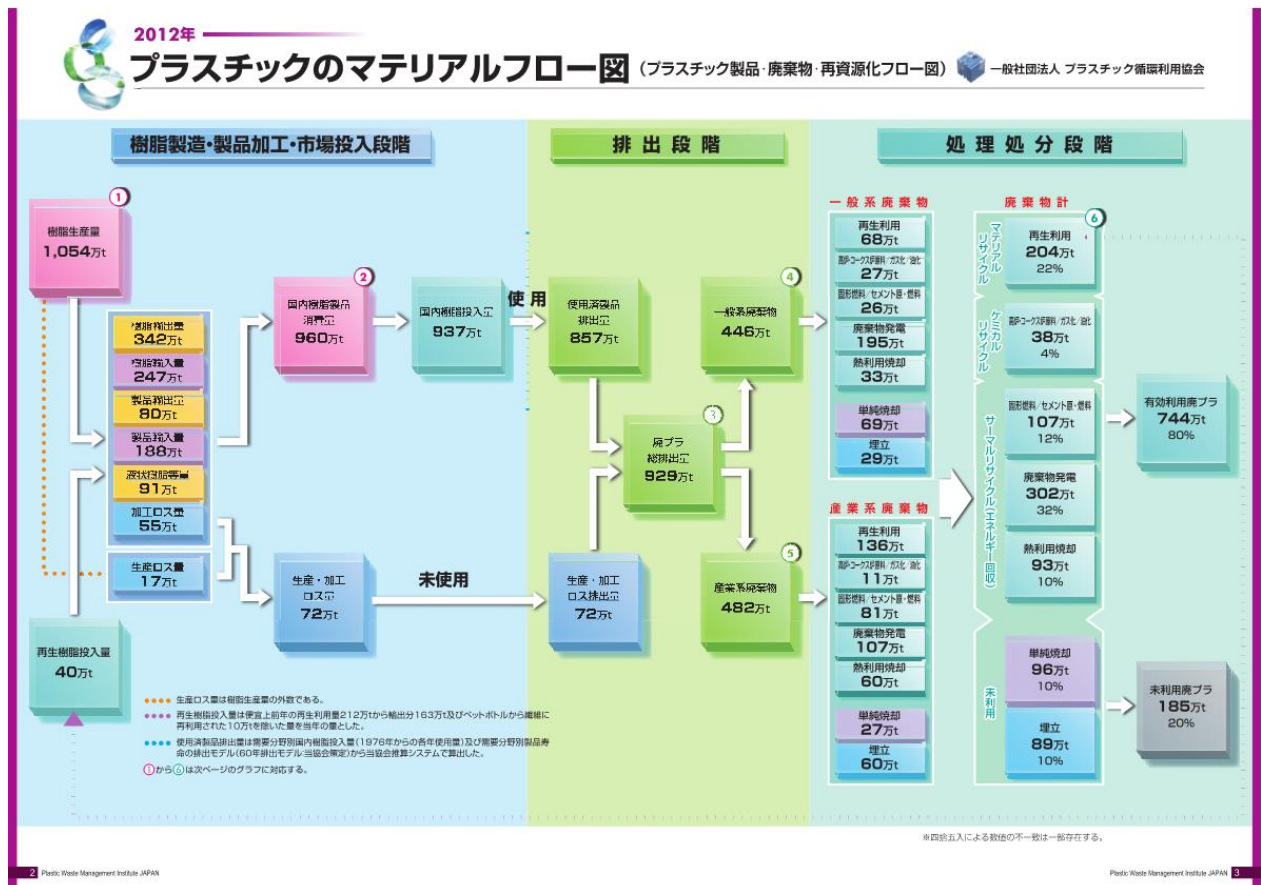 2012年
プラスチックのマテリアルフロー図(プラスチック製品・廃棄物・再資源化フロー図)
一般社団法人 プラスチック循環利用協会
樹脂製造・製品加工・市場投入段階
排出段階
処理処分段階
1
樹脂生産量
1,054万t
樹脂輸出量
342万t
樹脂輸入量
247万t
製品輸出量
80万t
製品輸入量
188万t
液状樹脂等量
91万t
加工ロス量
55万t
生産ロス量
17万t
再生樹脂投入量
40万t
2
国内樹脂製品
消費量
960万t
国内樹脂投入量
937万t
使用
生産・加工
ロス量
72万t
未使用
使用済製品
排出量
857万t
生産・加工
ロス排出量
72万t
3
廃プラ
総排出量
929万t
4
一般系廃棄物
446万t
5
産業系廃棄物
482万t
一般系廃棄物
再生利用
68万t
高炉・コークス炉原料/ガス化/油化
27万t
固形燃料/セメント原・燃料
26万t
廃棄物発電
195万t
熱利用焼却
33万t
単純焼却
69万t
埋立
29万t
産業系廃棄物
再生利用
136万t
高炉・コークス炉原料/ガス化/油化
11万t
固形燃料/セメント原・燃料
81万t
廃棄物発電
107万t
熱利用焼却
60万t
単純焼却
27万t
埋立
60万t
廃棄物計
6
マテリアル
リサイクル
再生利用
204万t
22%
ケミカル
リサイクル
高炉・コークス炉原料/ガス化/油化
38万t
4%
サーマルリサイクル(エネルギー回収)
固形燃料/セメント原・燃料
107万t
12%
廃棄物発電
302万t
32%
熱利用焼却
93万t
10%
未利用
単純焼却
96万t
10%
埋立
89万t
10%
有効利用廃プラ
744万t
80%
未利用廃プラ
185万t
20%
生産ロス量は樹脂生産量の外数である。
再生樹脂投入量は便宜上前年の再生利用量212万tから輸出分163万t及びペットボトルから繊維に
再利用された10万tを除いた量を当年の量とした。
使用済製品排出量は需要分野別国内樹脂投入量(1976年からの各年使用量)及び需要分野別製品寿
命の排出モデル(60年排出モデル:当協会策定)から当協会推算システムで算出した。
①から⑥は次ページのグラフに対応する。
※四捨五入による数値の不一致は一部存在する。
2 Plastic Waste Management Institute JAPAN
Plastic Waste Management Institute JAPAN 3